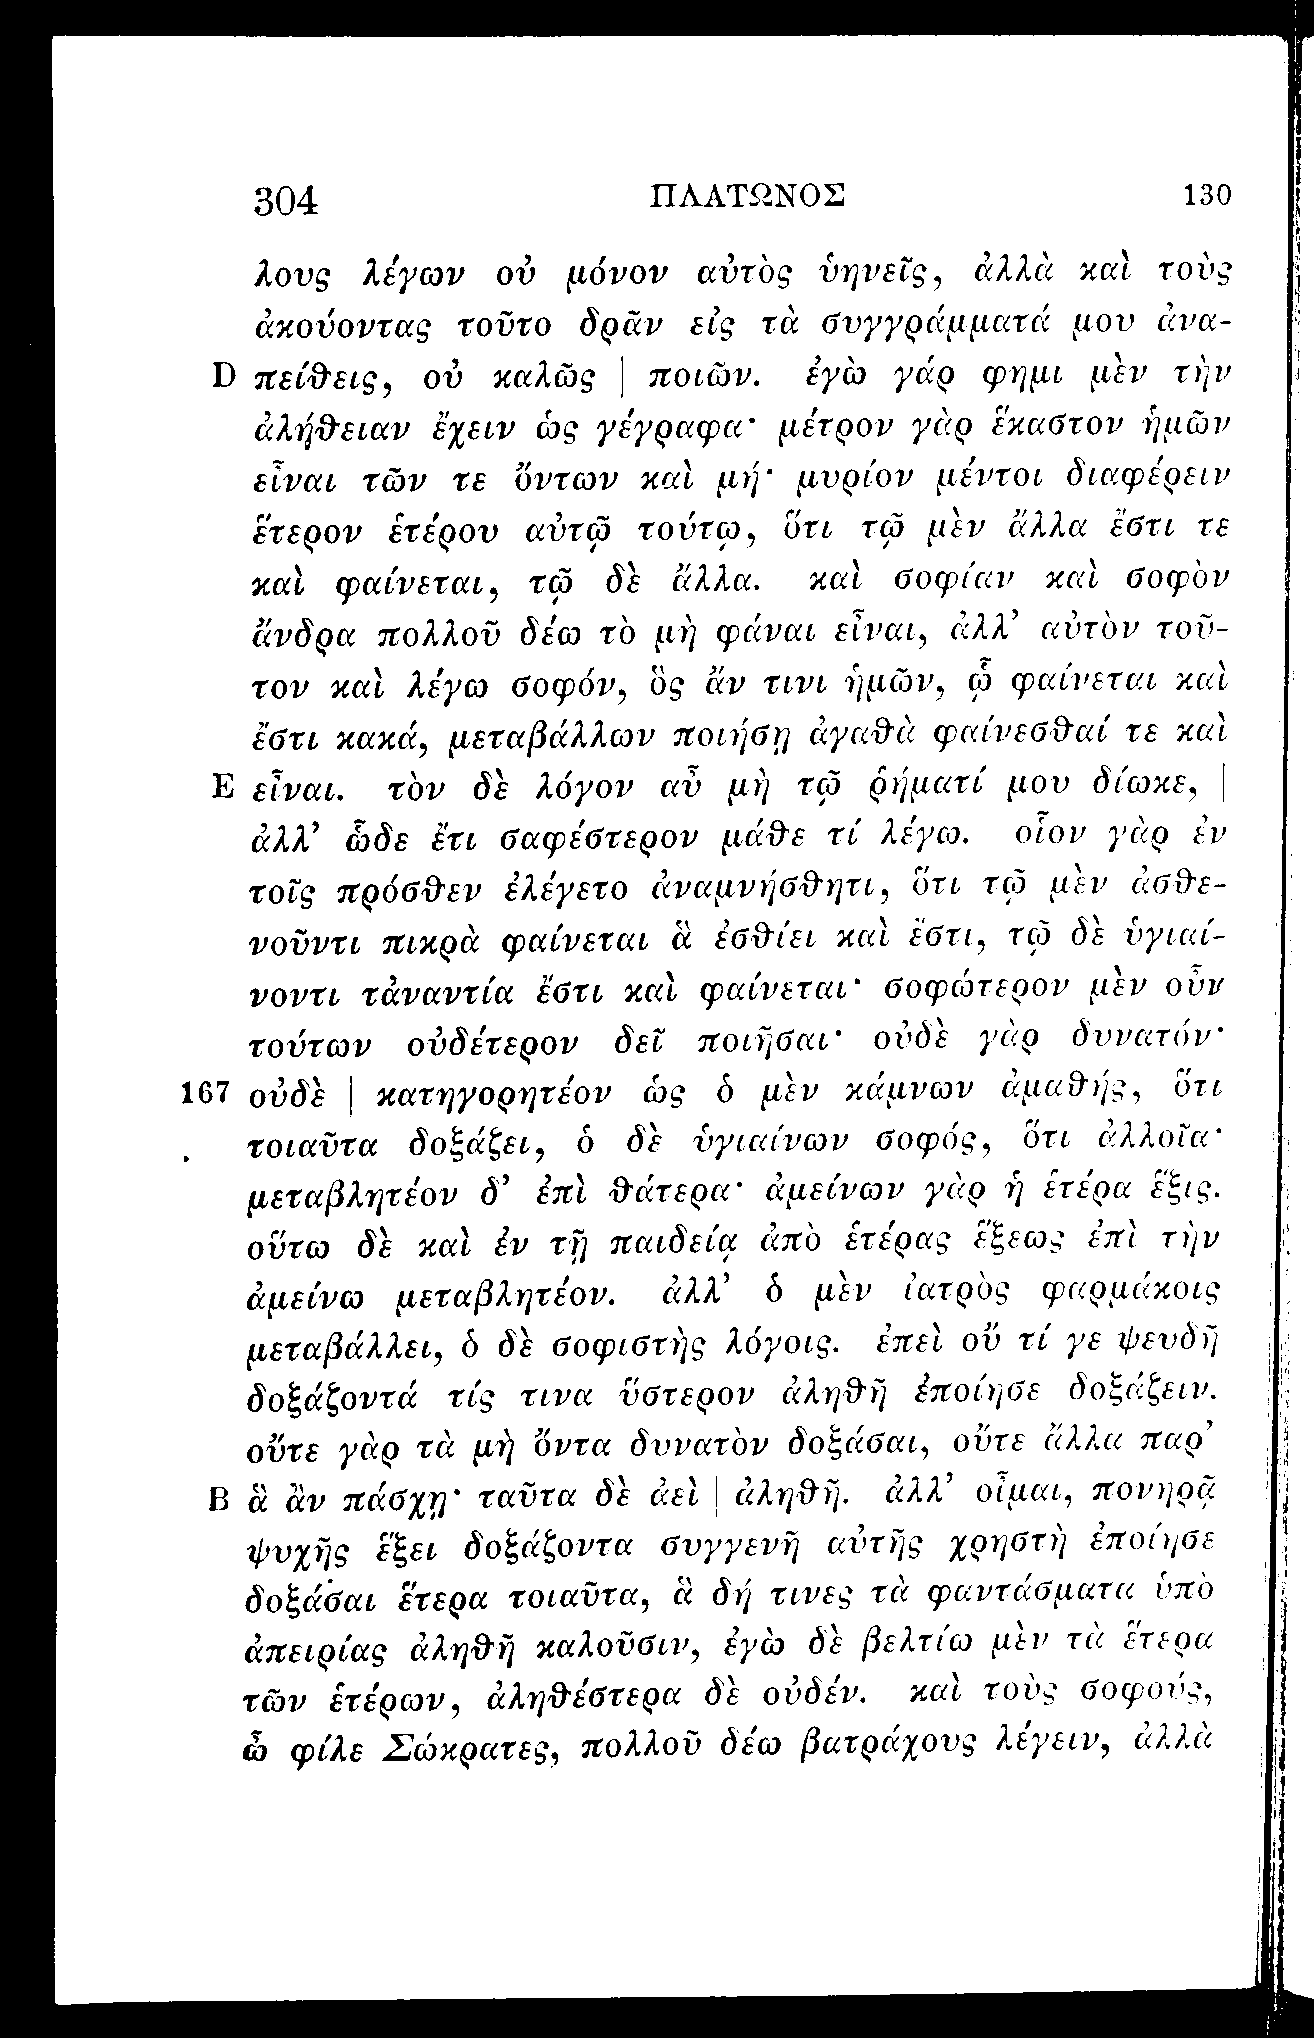 304 ΠΛΑΤΩΝΟΣ 130
λους λέγων οὐ μόνον αὐτὸς ὑηνεῖς, ἀλλὰ καὶ τοὺς
ἀκούοντας τοῦτο δρᾶν εἰς τὰ συγγράμματά μου ἀνα-
D πείθεις, οὐ καλῶς | ποιῶν. ἐγὼ γάρ φημι μὲν τὴν
ἀλήθειαν ἔχειν ὡς γέγραφα· μέτρον γὰρ ἕκαστον ἡμῶν
εἶναι τῶν τε ὄντων καὶ μή· μυρίον μέντοι διαφέρειν
ἕτερον ἑτέρου αὐτῷ τούτῳ, ὅτι τῷ μὲν ἄλλα ἔστι τε
καὶ φαίνεται, τῷ δὲ ἄλλα. καὶ σοφίαν καὶ σοφὸν
ἄνδρα πολλοῦ δέω τὸ μὴ φάναι εἶναι, ἀλλ’ αὐτὸν τοῦ-
τον καὶ λέγω σοφόν, ὃς ἄν τινι ἡμῶν, ᾧ φαίνεται καὶ
ἔστι κακά, μεταβάλλων ποιήσῃ ἀγαθὰ φαίνεσθαί τε καὶ
E εἶναι. τὸν δὲ λόγον αὖ μὴ τῷ ῥήματί μου δίωκε, |
ἀλλ’ ὧδε ἔτι σαφέστερον μάθε τί λέγω. οἷον γὰρ ἐν
τοῖς πρόσθεν ἐλέγετο ἀναμνήσθητι, ὅτι τῷ μὲν ἀσθε-
νοῦντι πικρὰ φαίνεται ἃ ἐσθίει καὶ ἔστι, τῷ δὲ ὑγιαί-
νοντι τἀναντία ἔστι καὶ φαίνεται· σοφώτερον μὲν οὖν
τούτων οὐδέτερον δεῖ ποιῆσαι· οὐδὲ γὰρ δυνατόν·
167 οὐδὲ | κατηγορητέον ὡς ὁ μὲν κάμνων ἀμαθής, ὅτι
τοιαῦτα δοξάζει, ὁ δὲ ὑγιαίνων σοφός, ὅτι ἀλλοῖα·
μεταβλητέον δ’ ἐπὶ θάτερα· ἀμείνων γὰρ ἡ ἑτέρα ἕξις.
οὕτω δὲ καὶ ἐν τῇ παιδείᾳ ἀπὸ ἑτέρας ἕξεως ἐπὶ τὴν
ἀμείνω μεταβλητέον. ἀλλ’ ὁ μὲν ἰατρὸς φαρμάκοις
μεταβάλλει, ὁ δὲ σοφιστὴς λόγοις. ἐπεὶ οὔ τί γε ψευδῆ
δοξάζοντά τίς τινα ὕστερον ἀληθῆ ἐποίησε δοξάζειν.
οὔτε γὰρ τὰ μὴ ὄντα δυνατὸν δοξάσαι, οὔτε ἄλλα παρ’
B ἃ ἂν πάσχῃ· ταῦτα δὲ ἀεὶ | ἀληθῆ. ἀλλ’ οἶμαι, πονηρᾷ
ψυχῆς ἕξει δοξάζοντα συγγενῆ αὐτῆς χρηστὴ ἐποίησε
δοξάσαι ἕτερα τοιαῦτα, ἃ δή τινες τὰ φαντάσματα ὑπὸ
ἀπειρίας ἀληθῆ καλοῦσιν, ἐγὼ δὲ βελτίω μὲν τὰ ἕτερα
τῶν ἑτέρων, ἀληθέστερα δὲ οὐδέν. καὶ τοὺς σοφούς,
ὦ φίλε Σώκρατες, πολλοῦ δέω βατράχους λέγειν, ἀλλὰ